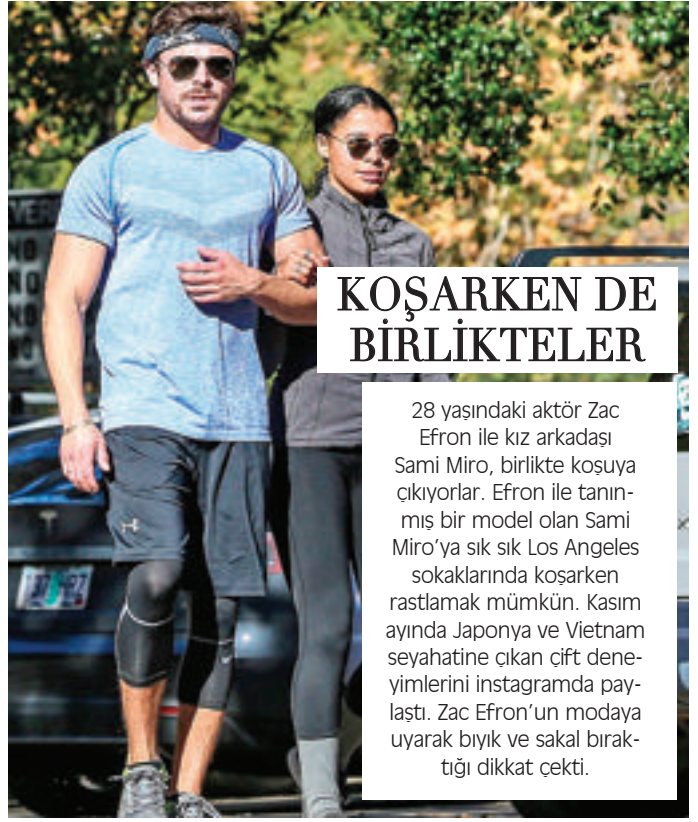 KOŞARKEN DE
BİRLİKTELER
28 yaşındaki aktör Zac
Efron ile kız arkadaşı
Sami Miro, birlikte koşuya
çıkıyorlar. Efron ile tanın-
mış bir model olan Sami
Miro’ya sık sık Los Angeles
sokaklarında koşarken
rastlamak mümkün. Kasım
ayında Japonya ve Vietnam
seyahatine çıkan çift dene-
yimlerini instagramda pay-
laştı. Zac Efron’un modaya
uyarak bıyık ve sakal bırak-
tığı dikkat çekti.